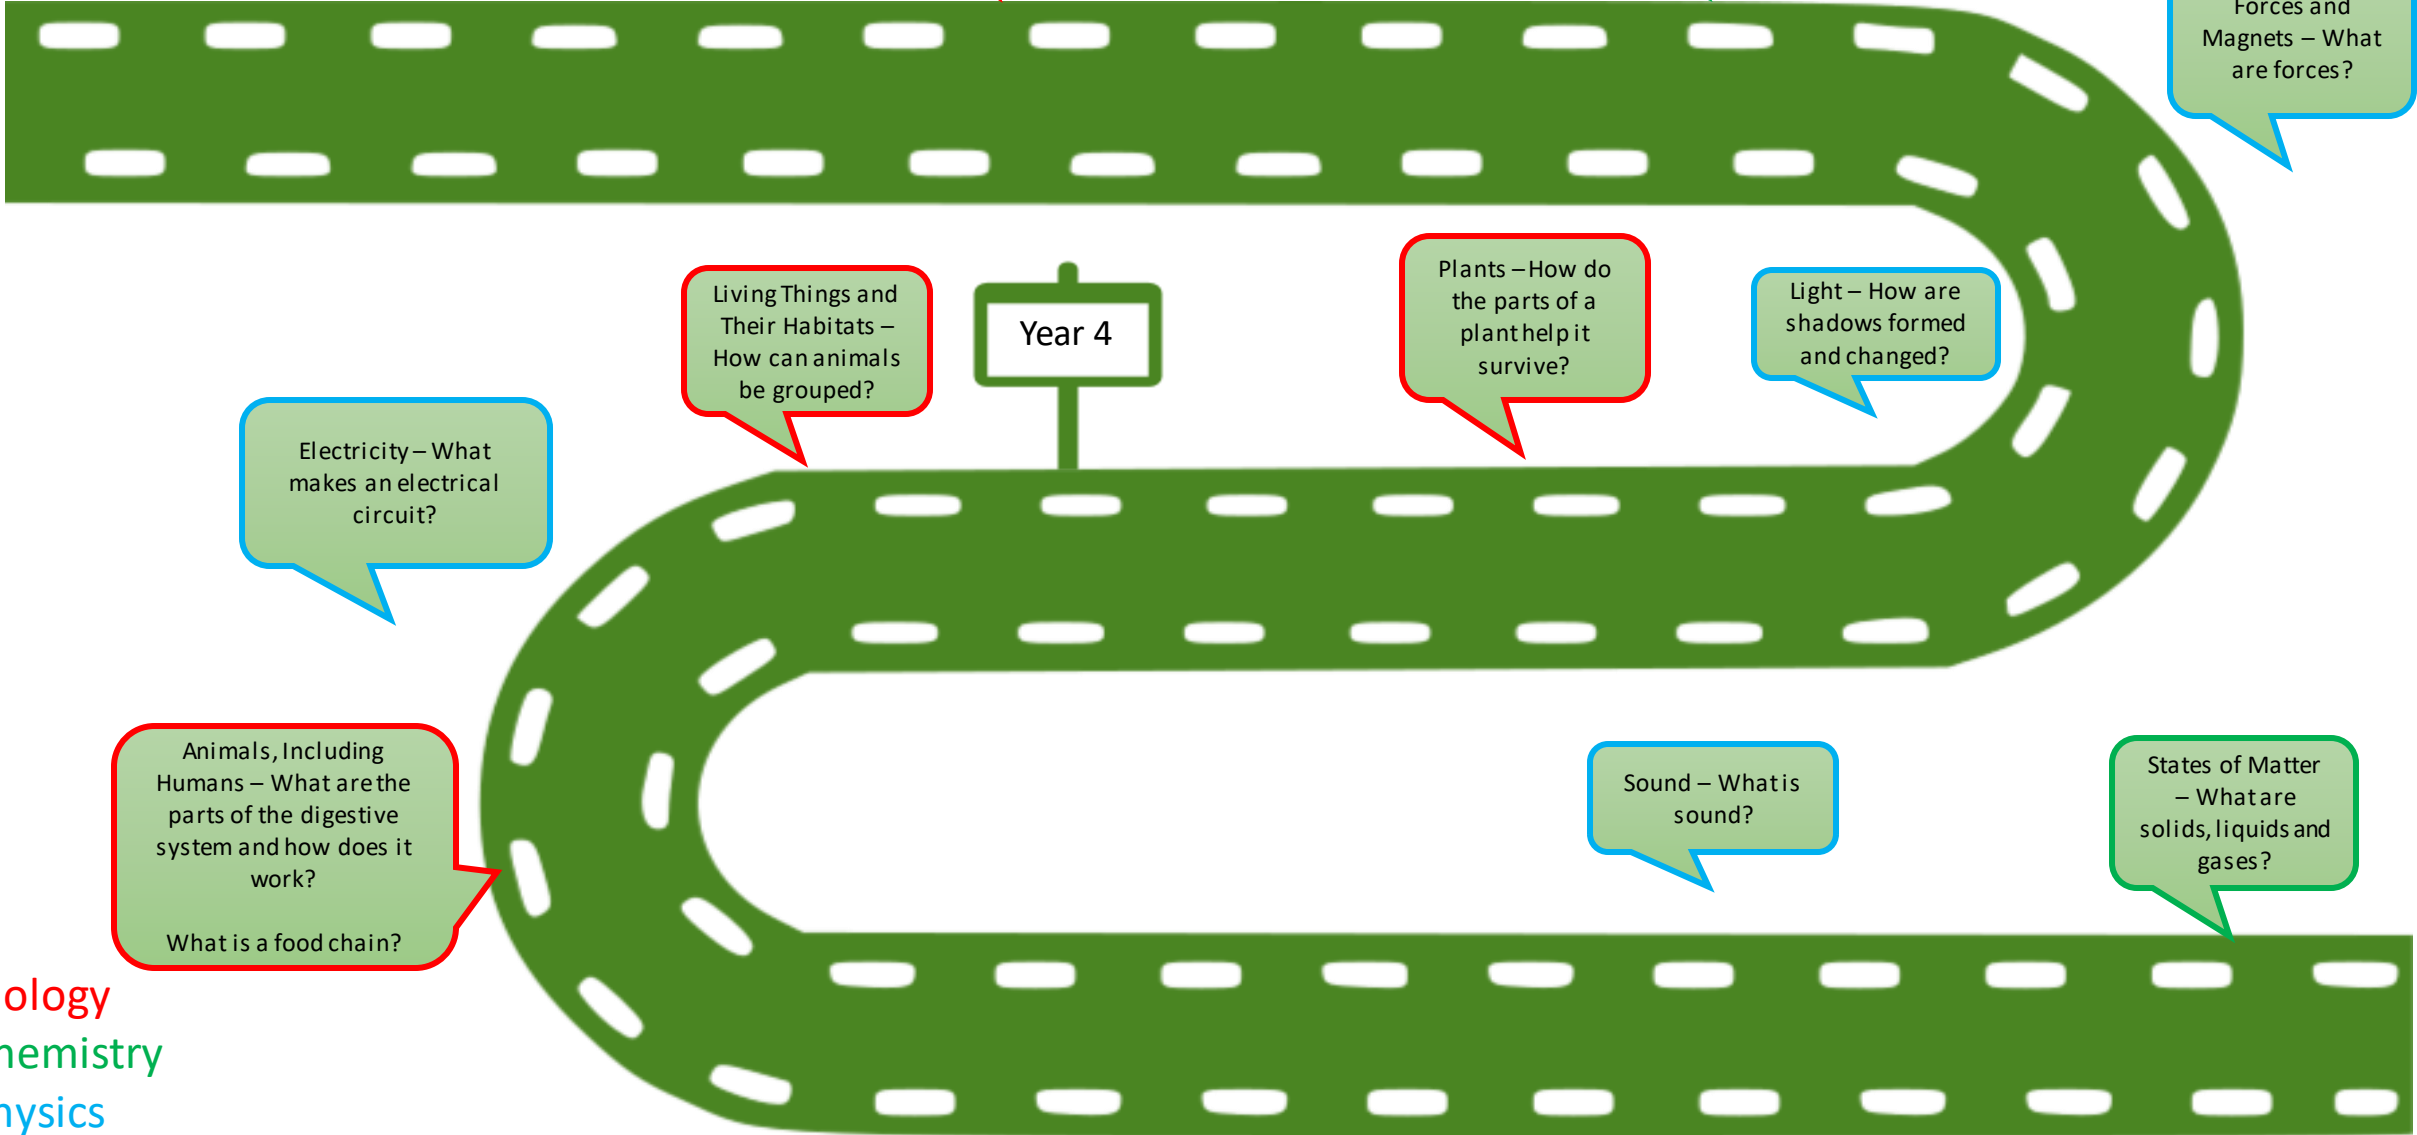 Forces and
Magnets – What
are forces?
Plants – How do
the parts of a
plant help it
survive?
Light – How are
shadows formed
and changed?
Living Things and
Their Habitats –
How can animals
be grouped?
Year 4
Electricity – What
makes an electrical
circuit?
Animals, Including
Humans – What are the
parts of the digestive
system and how does it
work?
What is a food chain?
Sound – What is
sound?
States of Matter
– What are
solids, liquids and
gases?
ology
hemistry
hysics